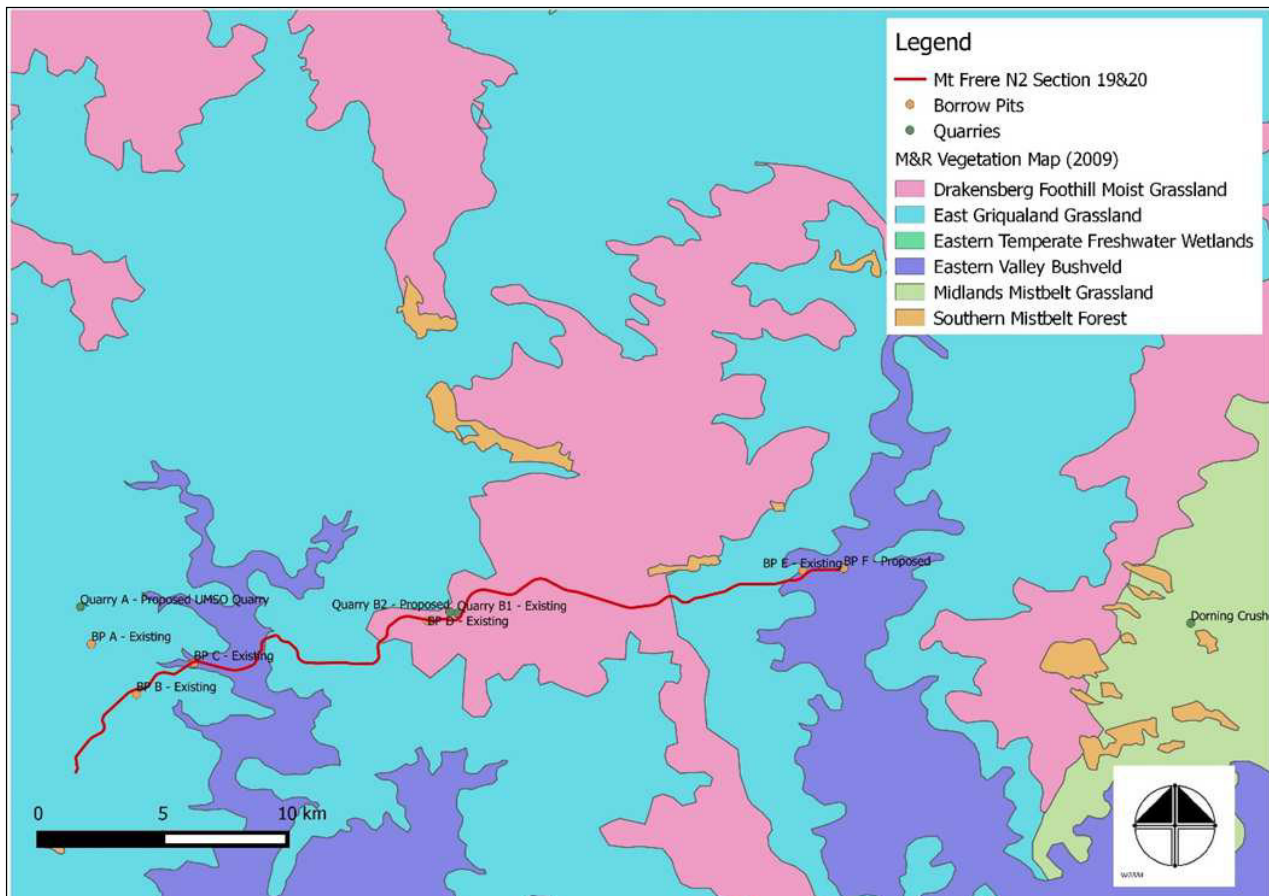 Legend
Mt Frere N2 Section 19&20
Borrow Pits
Quarries
M&R Vegetation Map (2009)
Drakensberg Foothill Moist Grassland
East Griqualand Grassland
Eastern Temperate Freshwater Wetlands
Eastern Valley Bushveld
Midlands Mistbelt Grassland
Southern Mistbelt Forest
BP E - Existing
BP F - Proposed
Quarry A - Proposed UMSO Quarry
Quarry B2 - Proposed
Quarry B1 - Existing
BP D - Existing
Dorning Crush
BP A - Existing
BP C - Existing
BP B - Existing
0 5 10 km